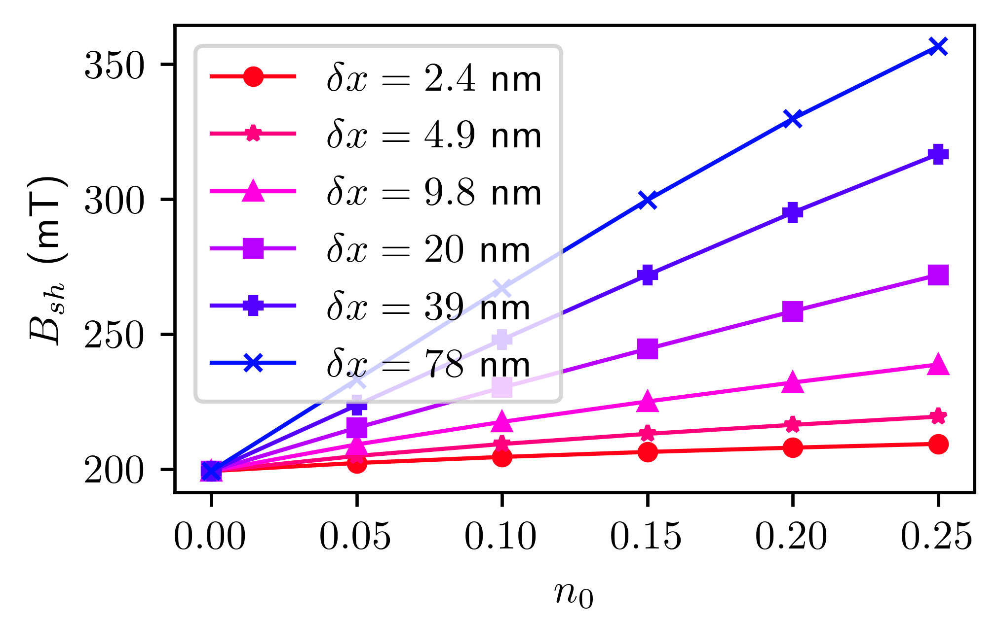 350
300
250
200
B_{sh} (mT)
δx = 2.4 nm
δx = 4.9 nm
δx = 9.8 nm
δx = 20 nm
δx = 39 nm
δx = 78 nm
0.00 0.05 0.10 0.15 0.20 0.25
n_0